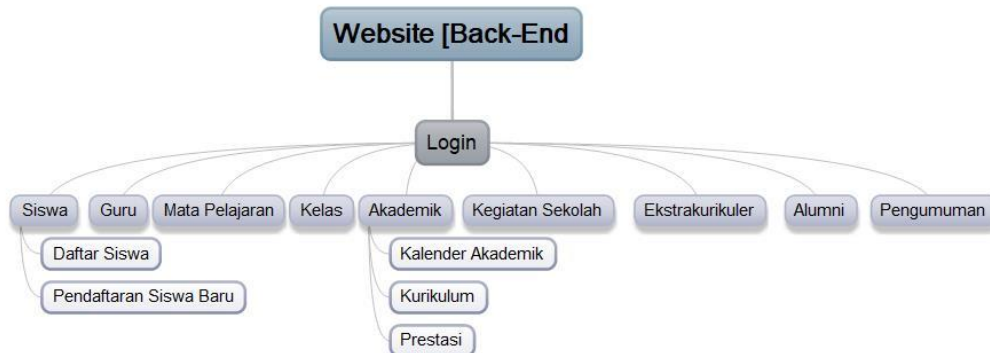 Website [Back-End
Login
Siswa
Guru
Mata Pelajaran
Kelas
Akademik
Kegiatan Sekolah
Ekstrakurikuler
Alumni
Pengumuman
Daftar Siswa
Pendaftaran Siswa Baru
Kalender Akademik
Kurikulum
Prestasi